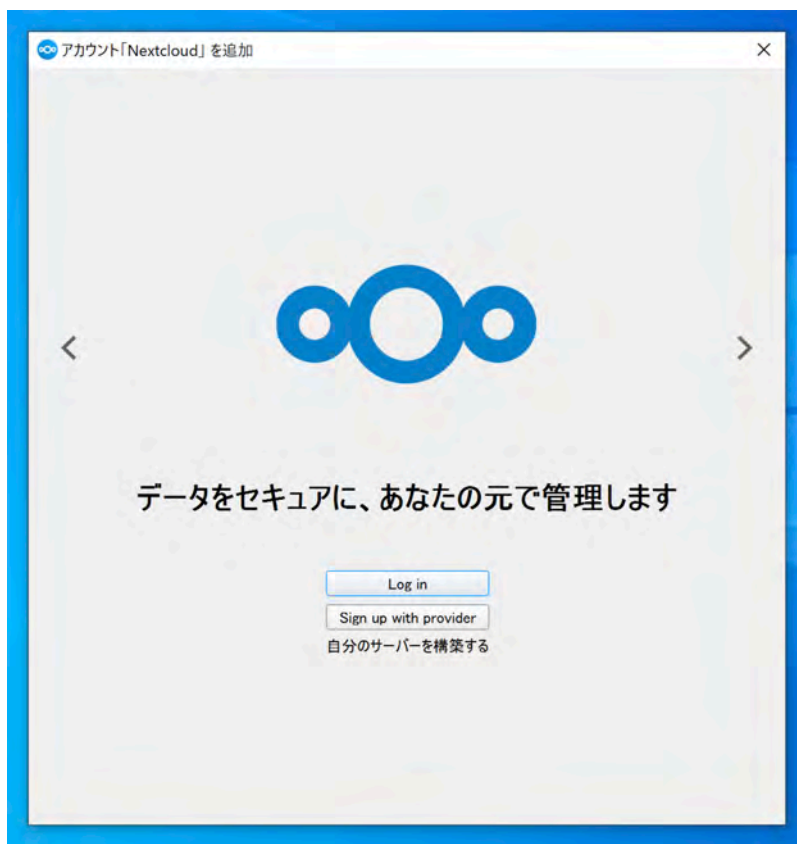 アカウント「Nextcloud」を追加
データをセキュアに、あなたの元で管理します
Log in
Sign up with provider
自分のサーバーを構築する